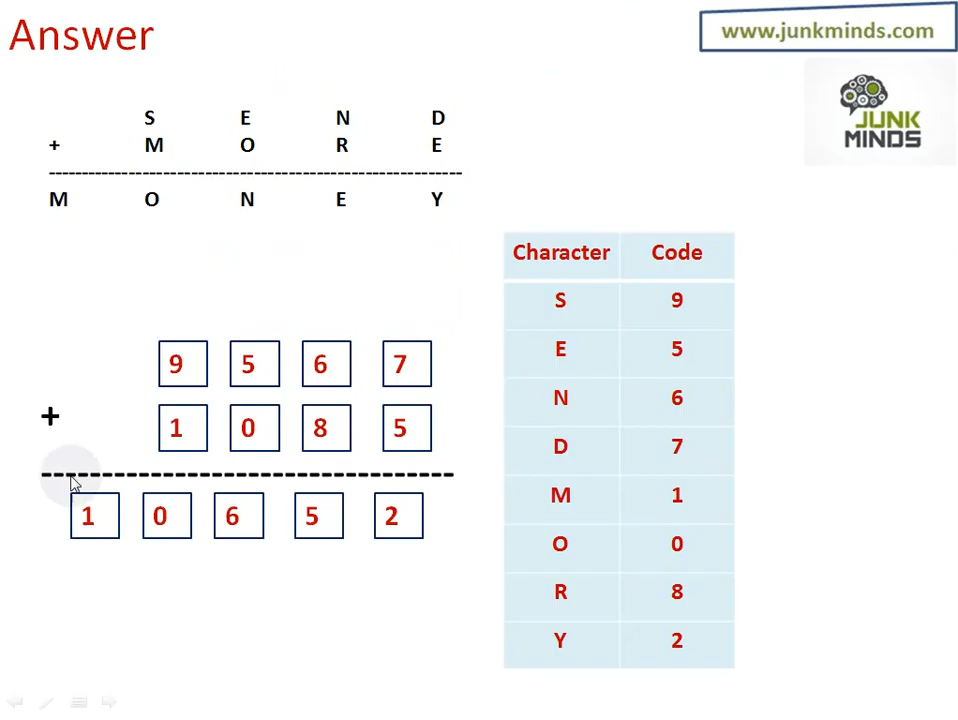 Answer
www.junkminds.com
JUNK
MINDS
S E N D
+ M O R E
--------------------------------------------------------------
M O N E Y
Character Code
S 9
E 5
N 6
D 7
M 1
O 0
R 8
Y 2
9 5 6 7
+ 1 0 8 5
-----------------------------------
1 0 6 5 2